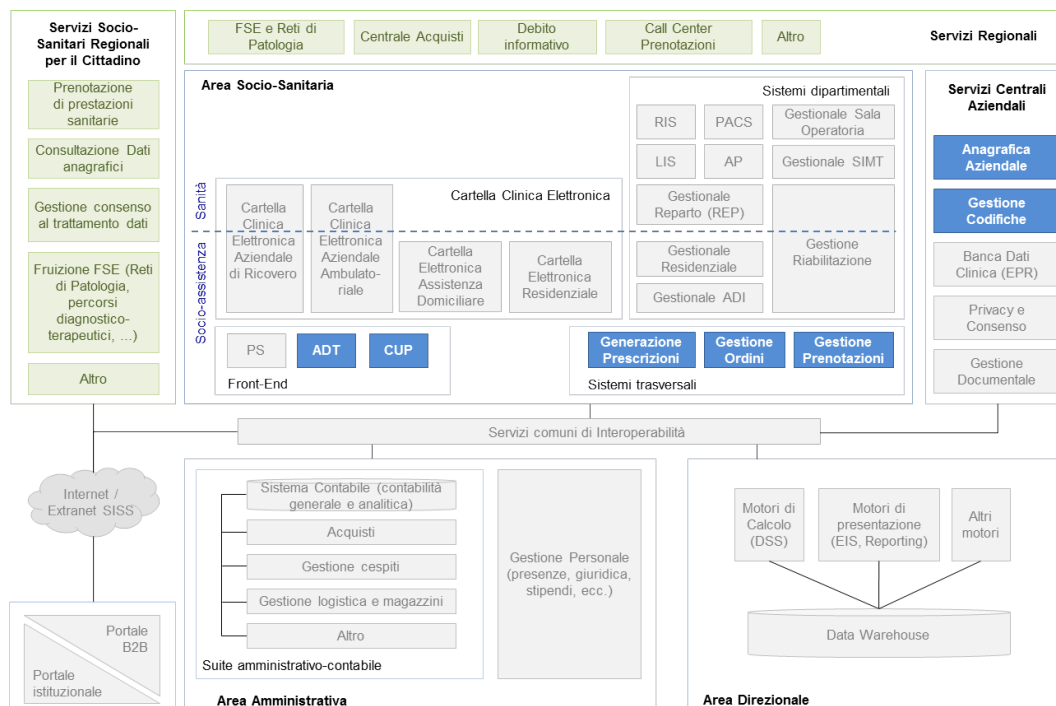 Servizi Socio-
Sanitari Regionali
per il Cittadino
Prenotazione
di prestazioni
sanitarie
Consultazione Dati
anagrafici
Gestione consenso
al trattamento dati
Fruizione FSE (Reti
di Patologia,
percorsi
diagnostico-
terapeutici, ...)
Altro
FSE e Reti di
Patologia
Centrale Acquisti
Debito
informativo
Call Center
Prenotazioni
Altro
Servizi Regionali
Area Socio-Sanitaria
Sistemi dipartimentali
RIS
PACS
Gestionale Sala
Operatoria
LIS
AP
Gestionale SIMT
Gestionale
Reparto (REP)
Gestione
Riabilitazione
Gestionale
Residenziale
Gestionale ADI
Sanità
Socio-assistenza
Cartella Clinica Elettronica
Cartella
Clinica
Elettronica
Aziendale
di Ricovero
Cartella
Clinica
Elettronica
Aziendale
Ambulato-
riale
Cartella
Elettronica
Assistenza
Domiciliare
Cartella
Elettronica
Residenziale
PS
ADT
CUP
Front-End
Generazione
Prescrizioni
Gestione
Ordini
Gestione
Prenotazioni
Sistemi trasversali
Servizi Centrali
Aziendali
Anagrafica
Aziendale
Gestione
Codifiche
Banca Dati
Clinica (EPR)
Privacy e
Consenso
Gestione
Documentale
Servizi comuni di Interoperabilità
Internet /
Extranet SISS
Portale
B2B
Portale
istituzionale
Sistema Contabile (contabilità
generale e analitica)
Acquisti
Gestione cespiti
Gestione logistica e magazzini
Altro
Suite amministrativo-contabile
Gestione Personale
(presenze, giuridica,
stipendi, ecc.)
Area Amministrativa
Motori di
Calcolo
(DSS)
Motori di
presentazione
(EIS, Reporting)
Altri
motori
Data Warehouse
Area Direzionale